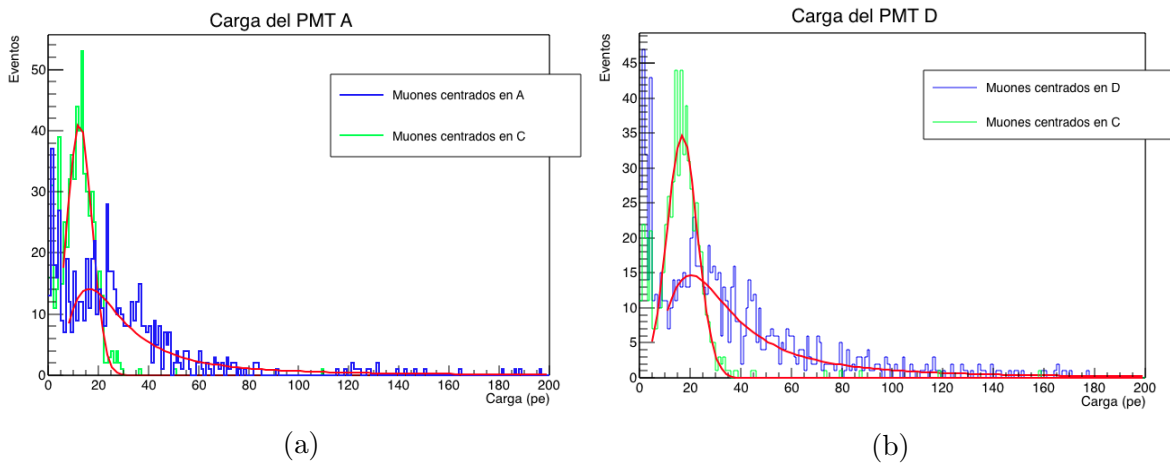 Carga del PMT A
Eventos
50
40
30
20
10
0
0 20 40 60 80 100 120 140 160 180 200
Carga (pe)
Muones centrados en A
Muones centrados en C
(a)
Carga del PMT D
Eventos
45
40
35
30
25
20
15
10
5
0
0 20 40 60 80 100 120 140 160 180 200
Carga (pe)
Muones centrados en D
Muones centrados en C
(b)